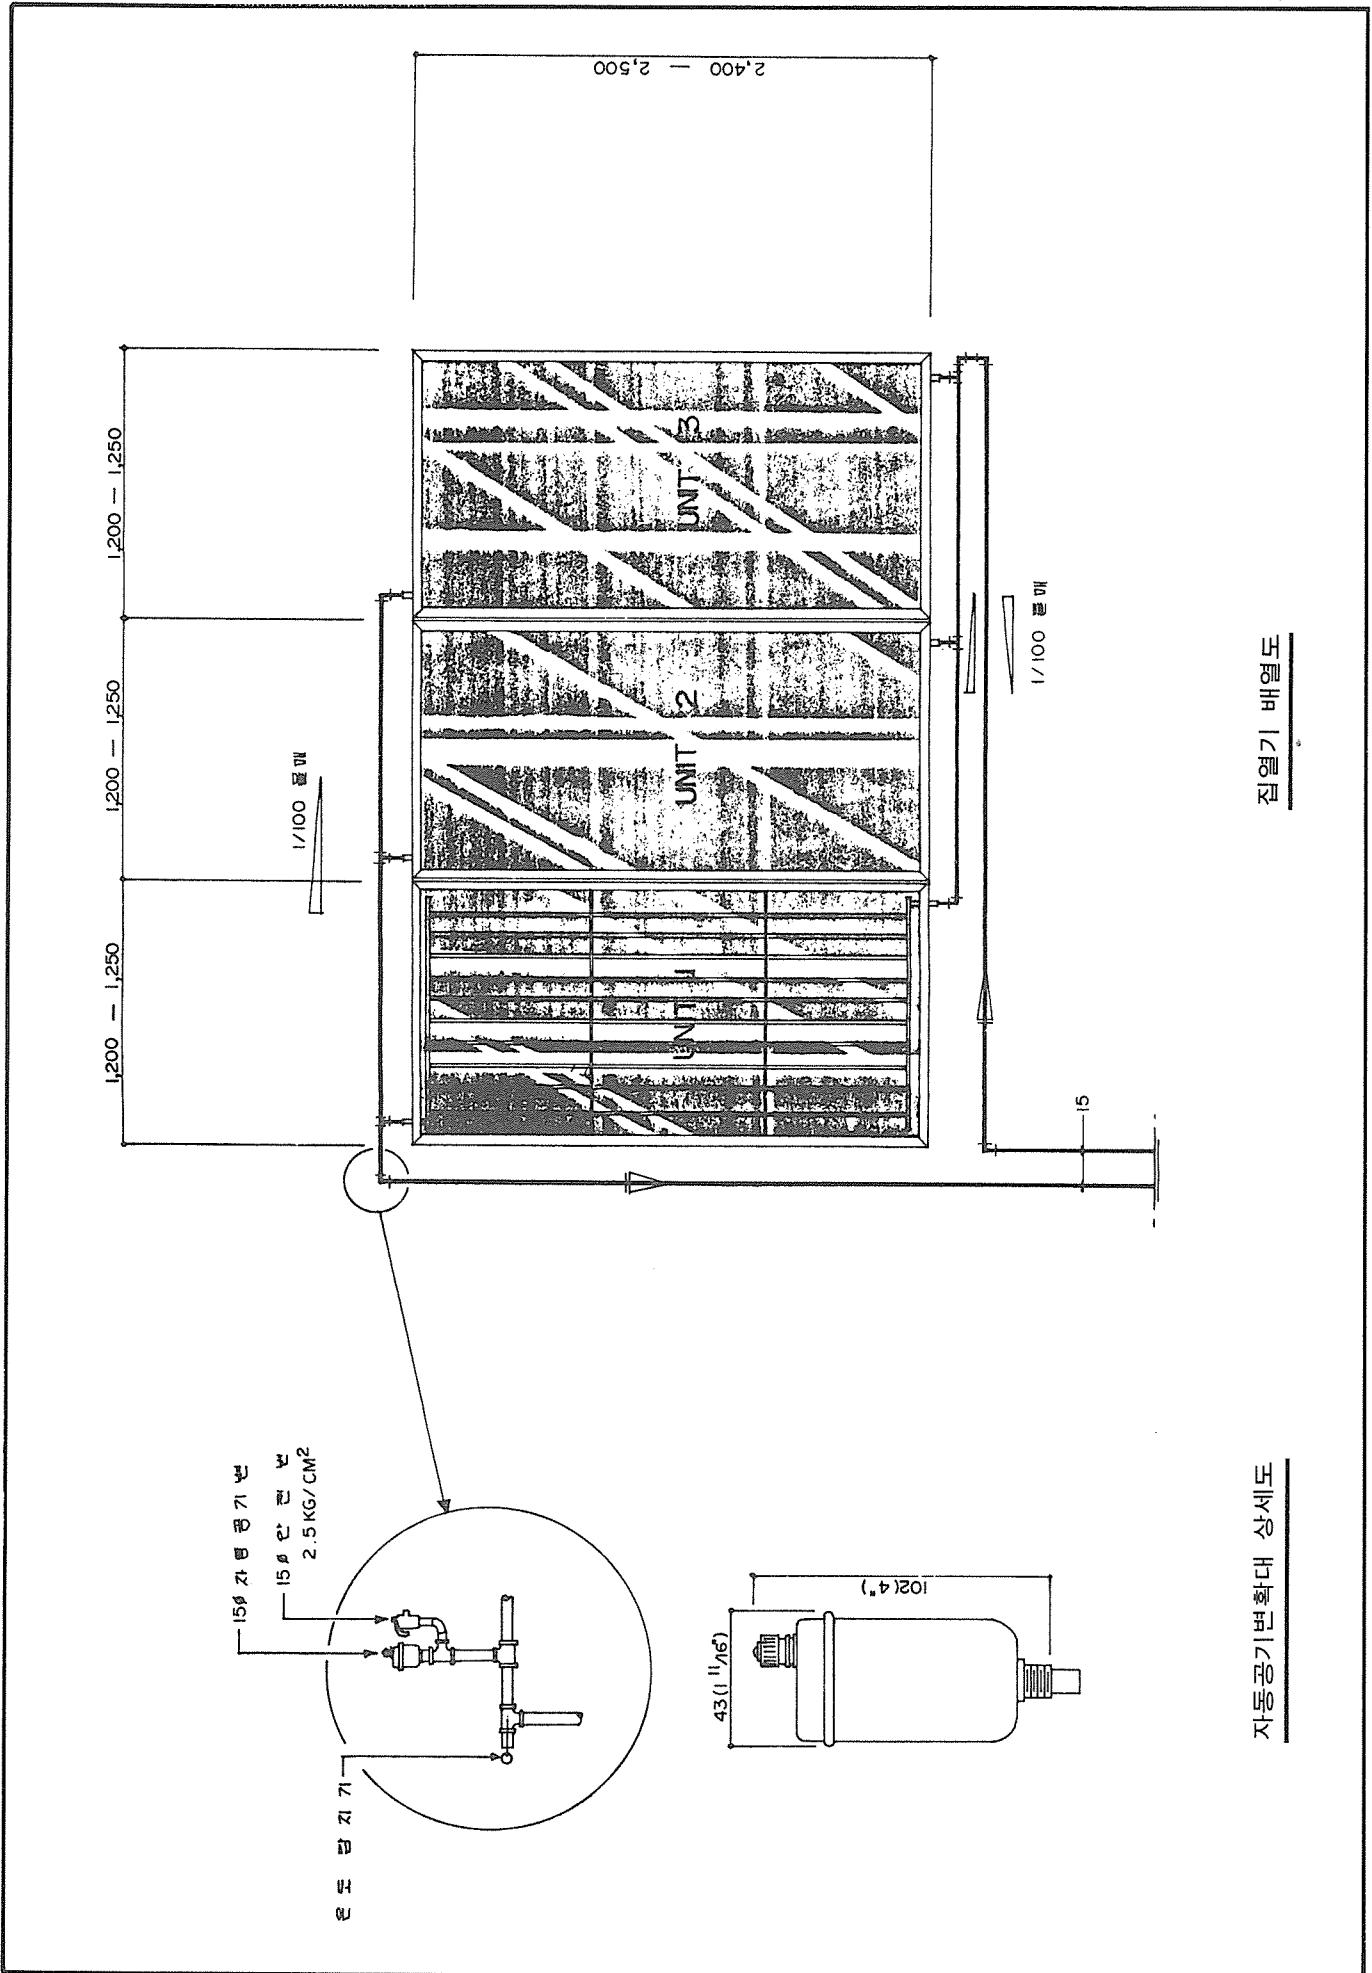 1,200 — 1,250
1,200 — 1,250
1,200 — 1,250
2,400 — 2,500
1/100 물매
UNIT 1
UNIT 2
UNIT 3
1/100 물매
15
15ø 자동공기변
15ø 안전변
2.5KG/CM²
온도탐지기
43(1 11/16")
102(4")
자동공기변확대 상세도
집열기 배열도